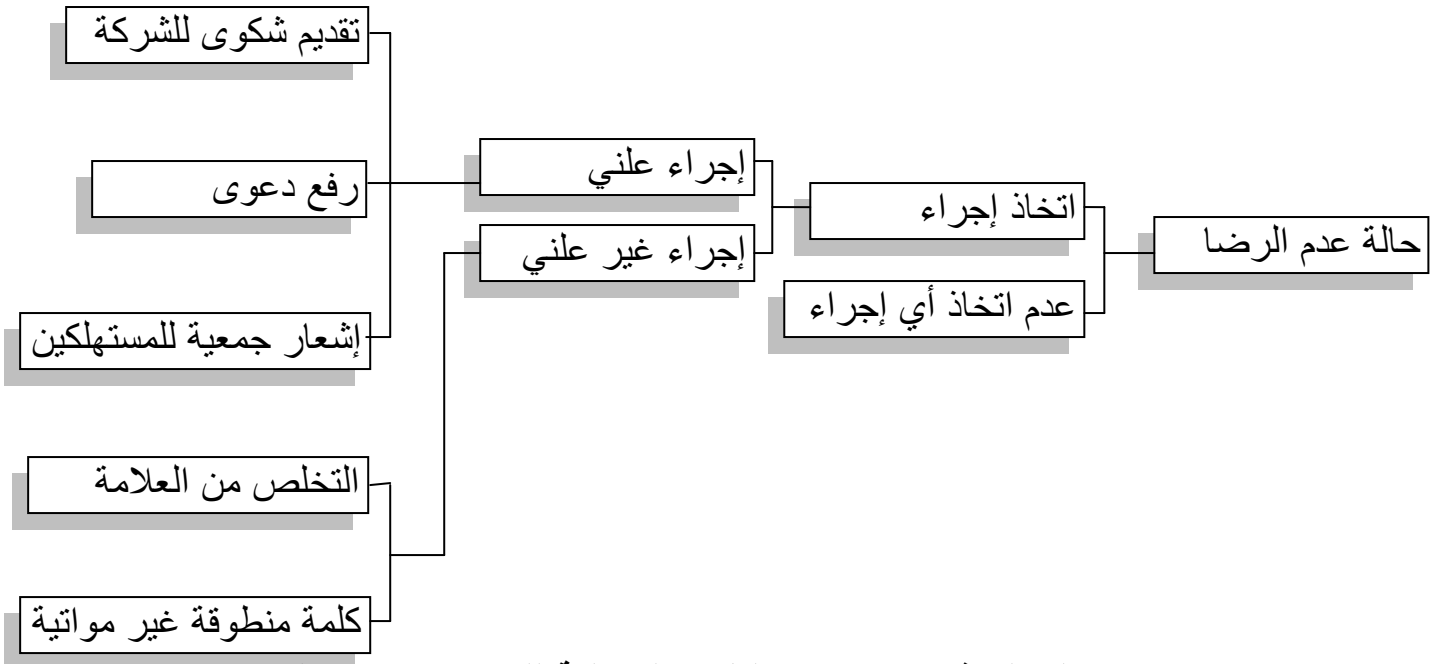 حالة عدم الرضا
اتخاذ إجراء
عدم اتخاذ أي إجراء
إجراء علني
إجراء غير علني
تقديم شكوى للشركة
رفع دعوى
إشعار جمعية للمستهلكين
التخلص من العلامة
كلمة منطوقة غير مواتية